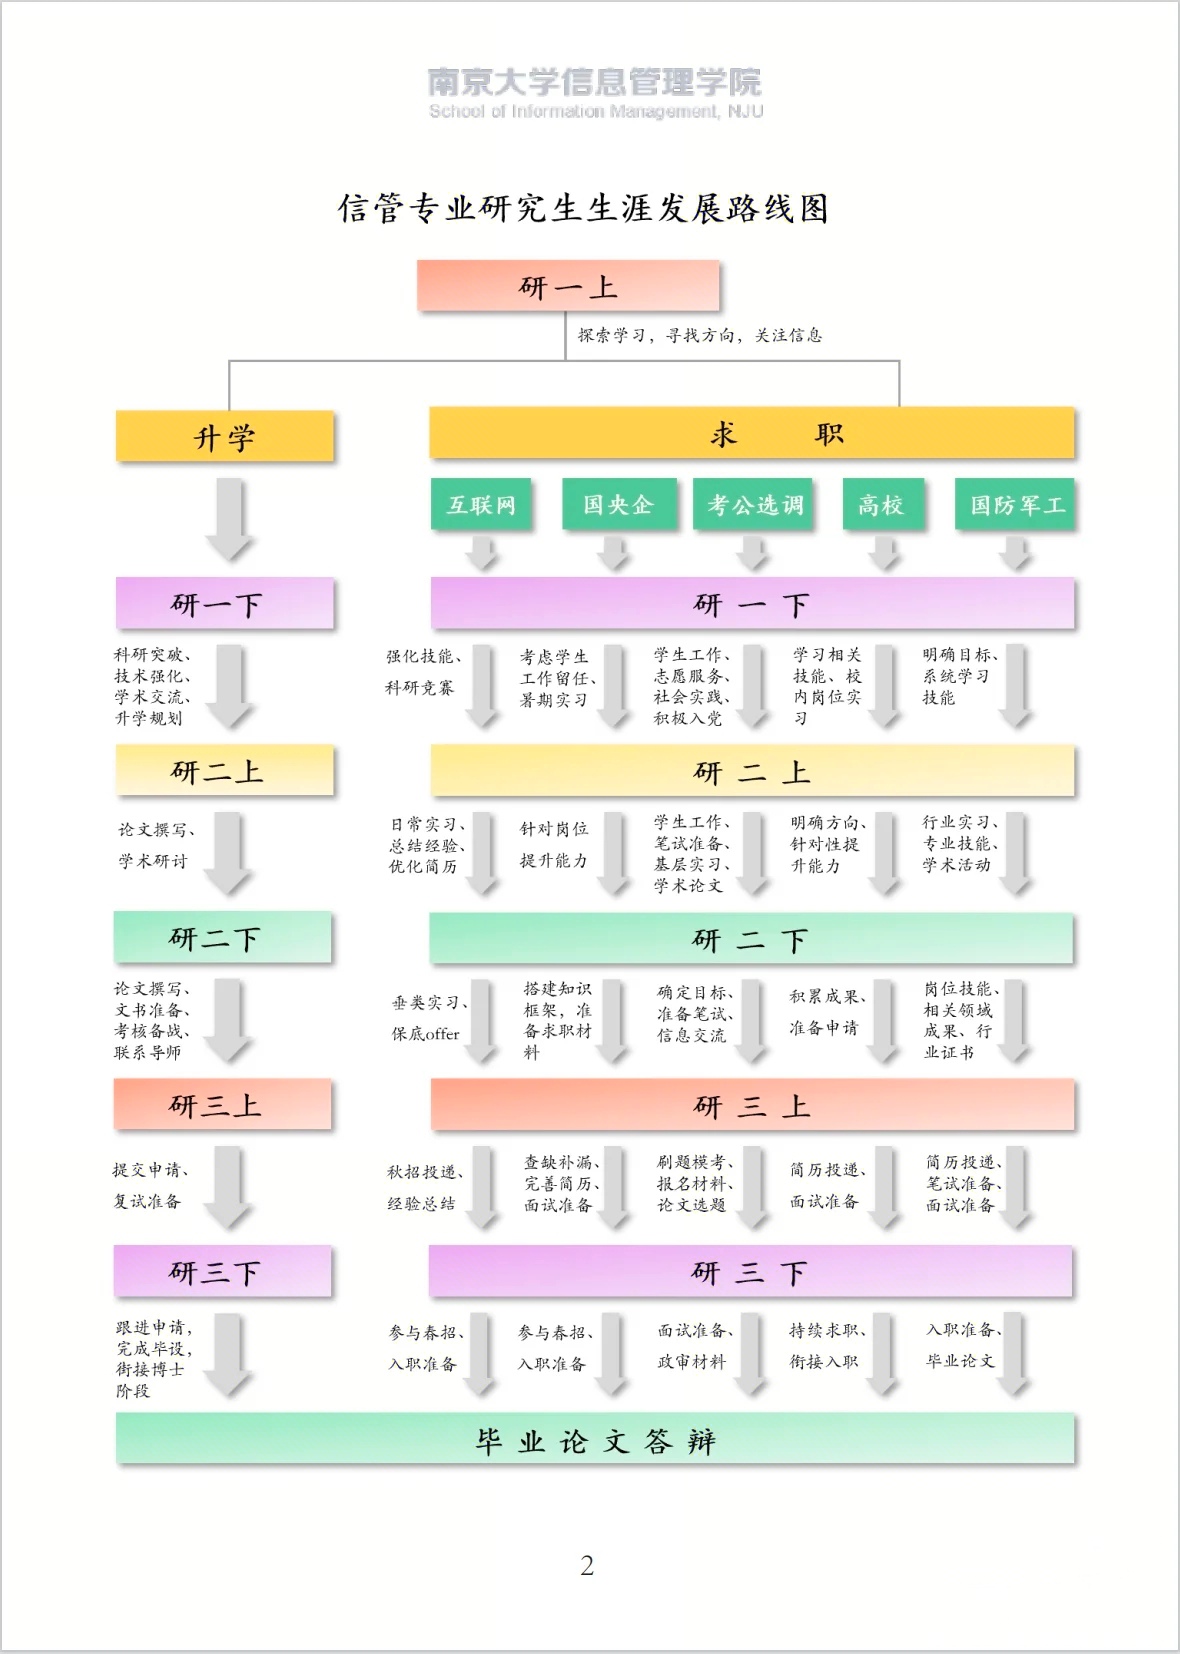 南京大学信息管理学院
School of Information Management, NJU
信管专业研究生生涯发展路线图
研一上
探索学习，寻找方向，关注信息
升学
求 职
互联网
国央企
考公选调
高校
国防军工
研一下
研一下
科研突破、
技术强化、
学术交流、
升学规划
强化技能、
科研竞赛
考虑学生
工作留任、
暑期实习
学生工作、
志愿服务、
社会实践、
积极入党
学习相关
技能、校
内岗位实
习
明确目标、
系统学习
技能
研二上
研二上
论文撰写、
学术研讨
日常实习、
总结经验、
优化简历
针对岗位
提升能力
学生工作、
笔试准备、
基层实习、
学术论文
明确方向、
针对性提
升能力
行业实习、
专业技能、
学术活动
研二下
研二下
论文撰写、
文书准备、
考核备战、
联系导师
垂类实习、
保底offer
搭建知识
框架，准
备求职材
料
确定目标、
准备笔试、
信息交流
积累成果、
准备申请
岗位技能、
相关领域
成果、行
业证书
研三上
研三上
提交申请、
复试准备
秋招投递、
经验总结
查缺补漏、
完善简历、
面试准备
刷题模考、
报名材料、
论文选题
简历投递、
面试准备
简历投递、
笔试准备、
面试准备
研三下
研三下
跟进申请，
完成毕设，
衔接博士
阶段
参与春招、
入职准备
参与春招、
入职准备
面试准备、
政审材料
持续求职、
衔接入职
入职准备、
毕业论文
毕业论文答辩
2